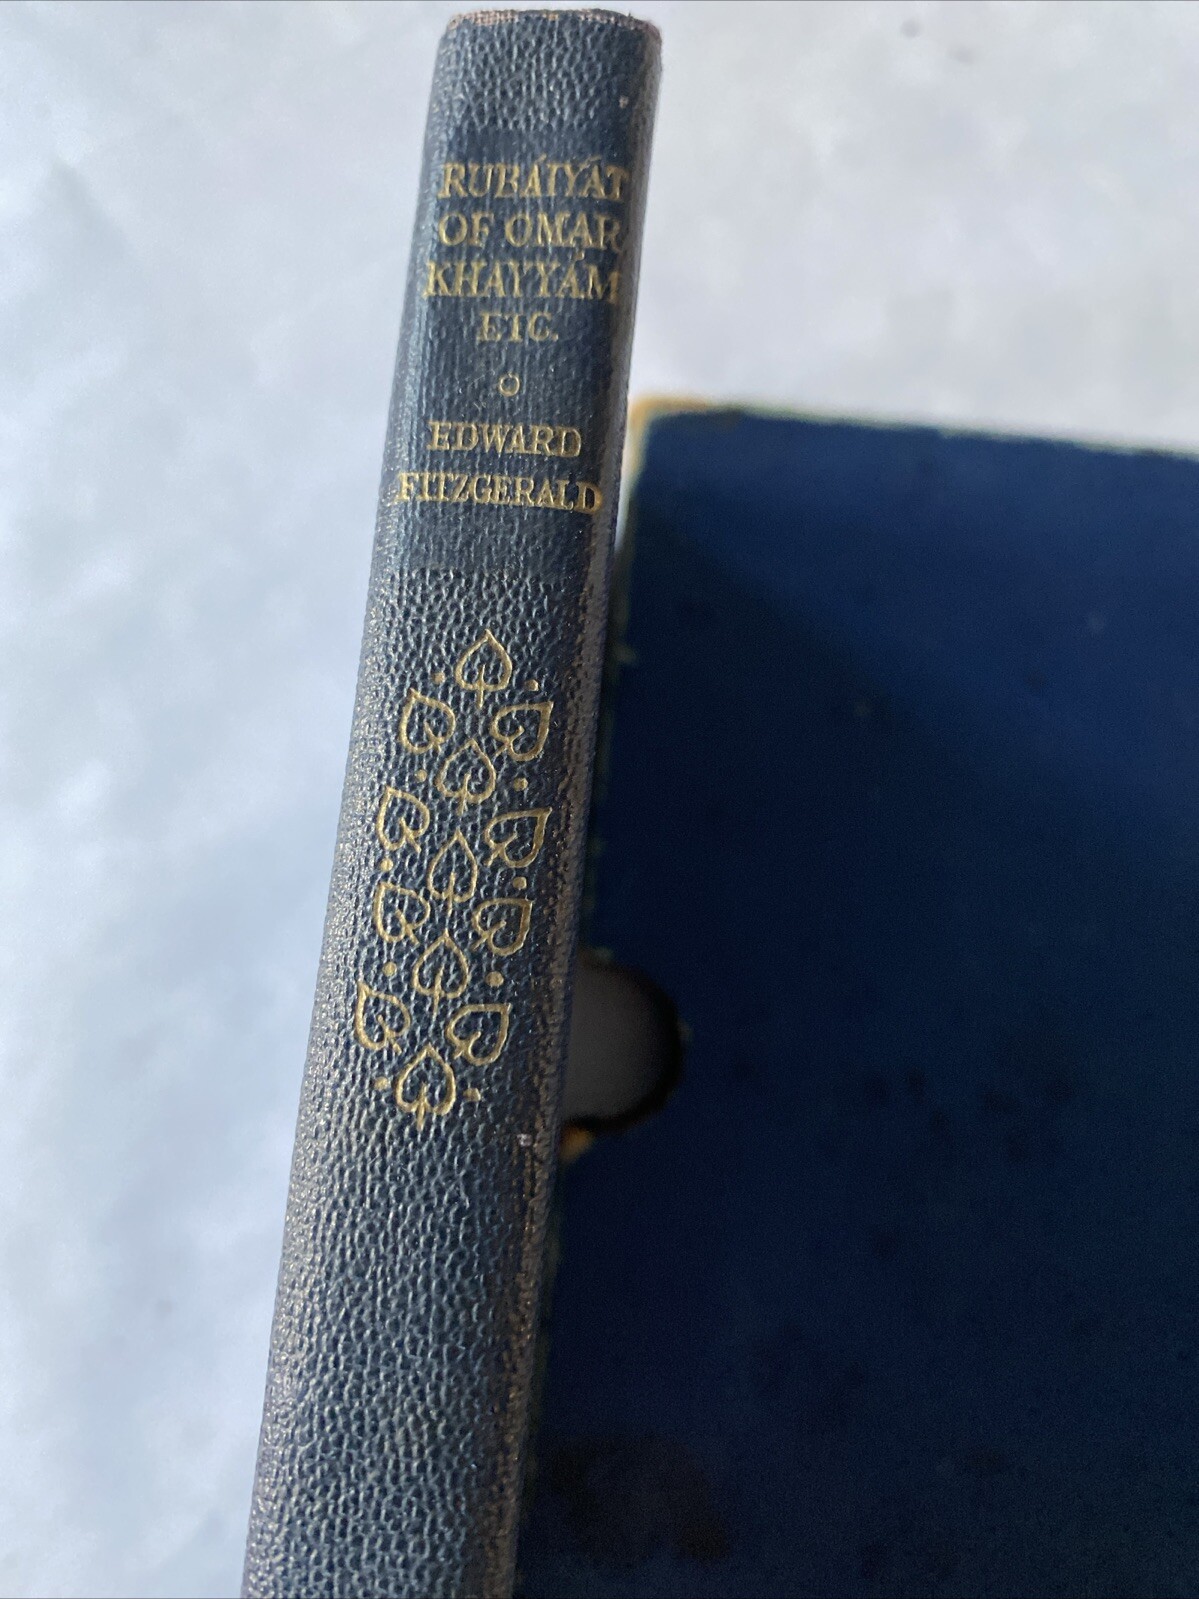 RUBÁIYÁT
OF OMAR
KHAYYÁM
ETC.
EDWARD
FITZGERALD